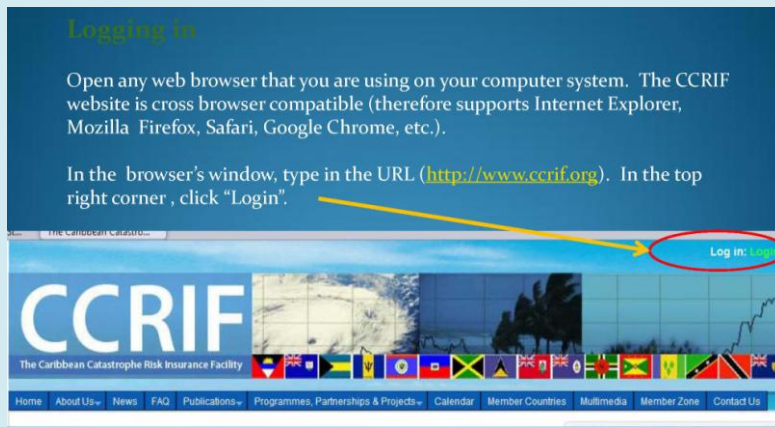 Logging in
Open any web browser that you are using on your computer system.  The CCRIF
website is cross browser compatible (therefore supports Internet Explorer,
Mozilla  Firefox, Safari, Google Chrome, etc.).
In the  browser's window, type in the URL (http://www.ccrif.org).  In the top
right corner , click “Login”.
The Caribbean Catastro...
Log in: Login
CCRIF
The Caribbean Catastrophe Risk Insurance Facility
Home About Us News FAQ Publications Programmes, Partnerships & Projects Calendar Member Countries Multimedia Member Zone Contact Us